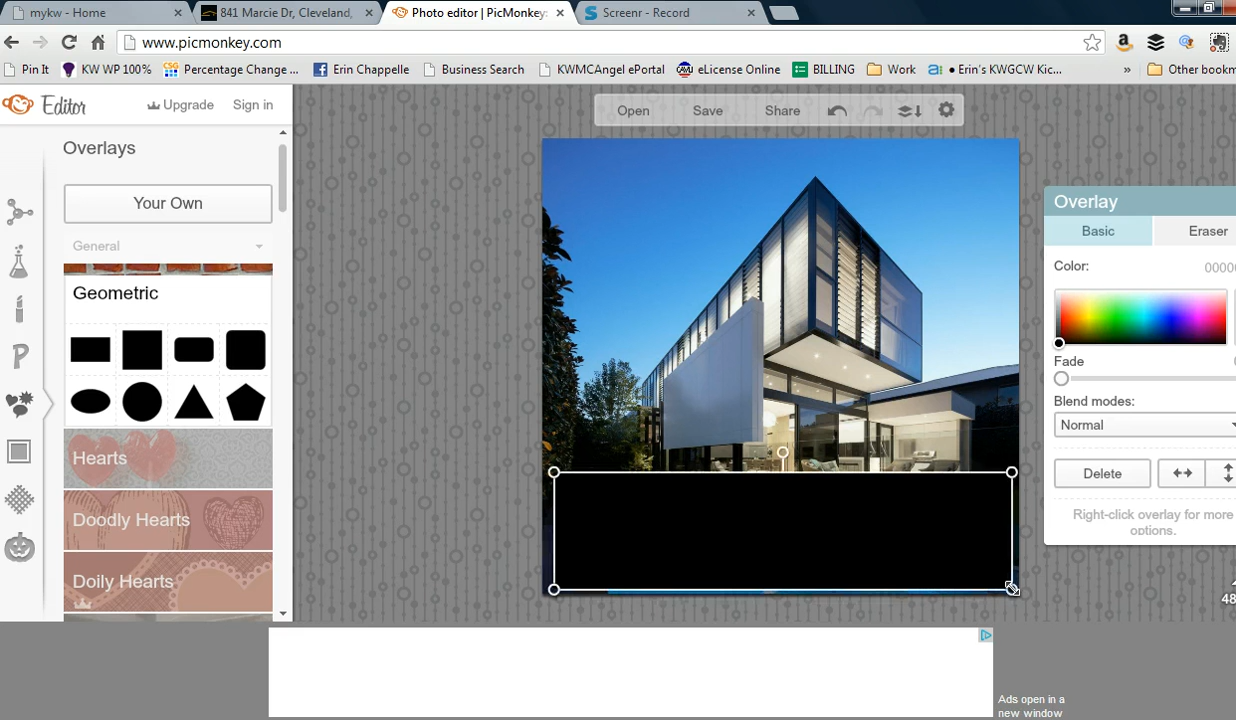 mykw - Home
841 Marcie Dr, Cleveland,
Photo editor | PicMonkey:
Screenr - Record
www.picmonkey.com
Pin It
KW WP 100%
Percentage Change ...
Erin Chappelle
Business Search
KWMCAngel ePortal
eLicense Online
BILLING
Work
• Erin's KWGCW Kic...
»
Other bookm
Editor
Upgrade
Sign in
Open
Save
Share
Overlays
Your Own
General
Geometric
Hearts
Doodly Hearts
Doily Hearts
Overlay
Basic
Eraser
Color:
0000
Fade
Blend modes:
Normal
Delete
Right-click overlay for more
options.
48
Ads open in a
new window